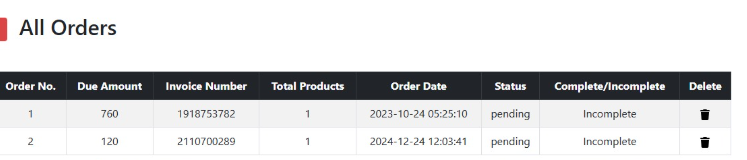 All Orders
Order No. Due Amount Invoice Number Total Products Order Date Status Complete/Incomplete Delete
1 760 1918753782 1 2023-10-24 05:25:10 pending Incomplete
2 120 2110700289 1 2024-12-24 12:03:41 pending Incomplete